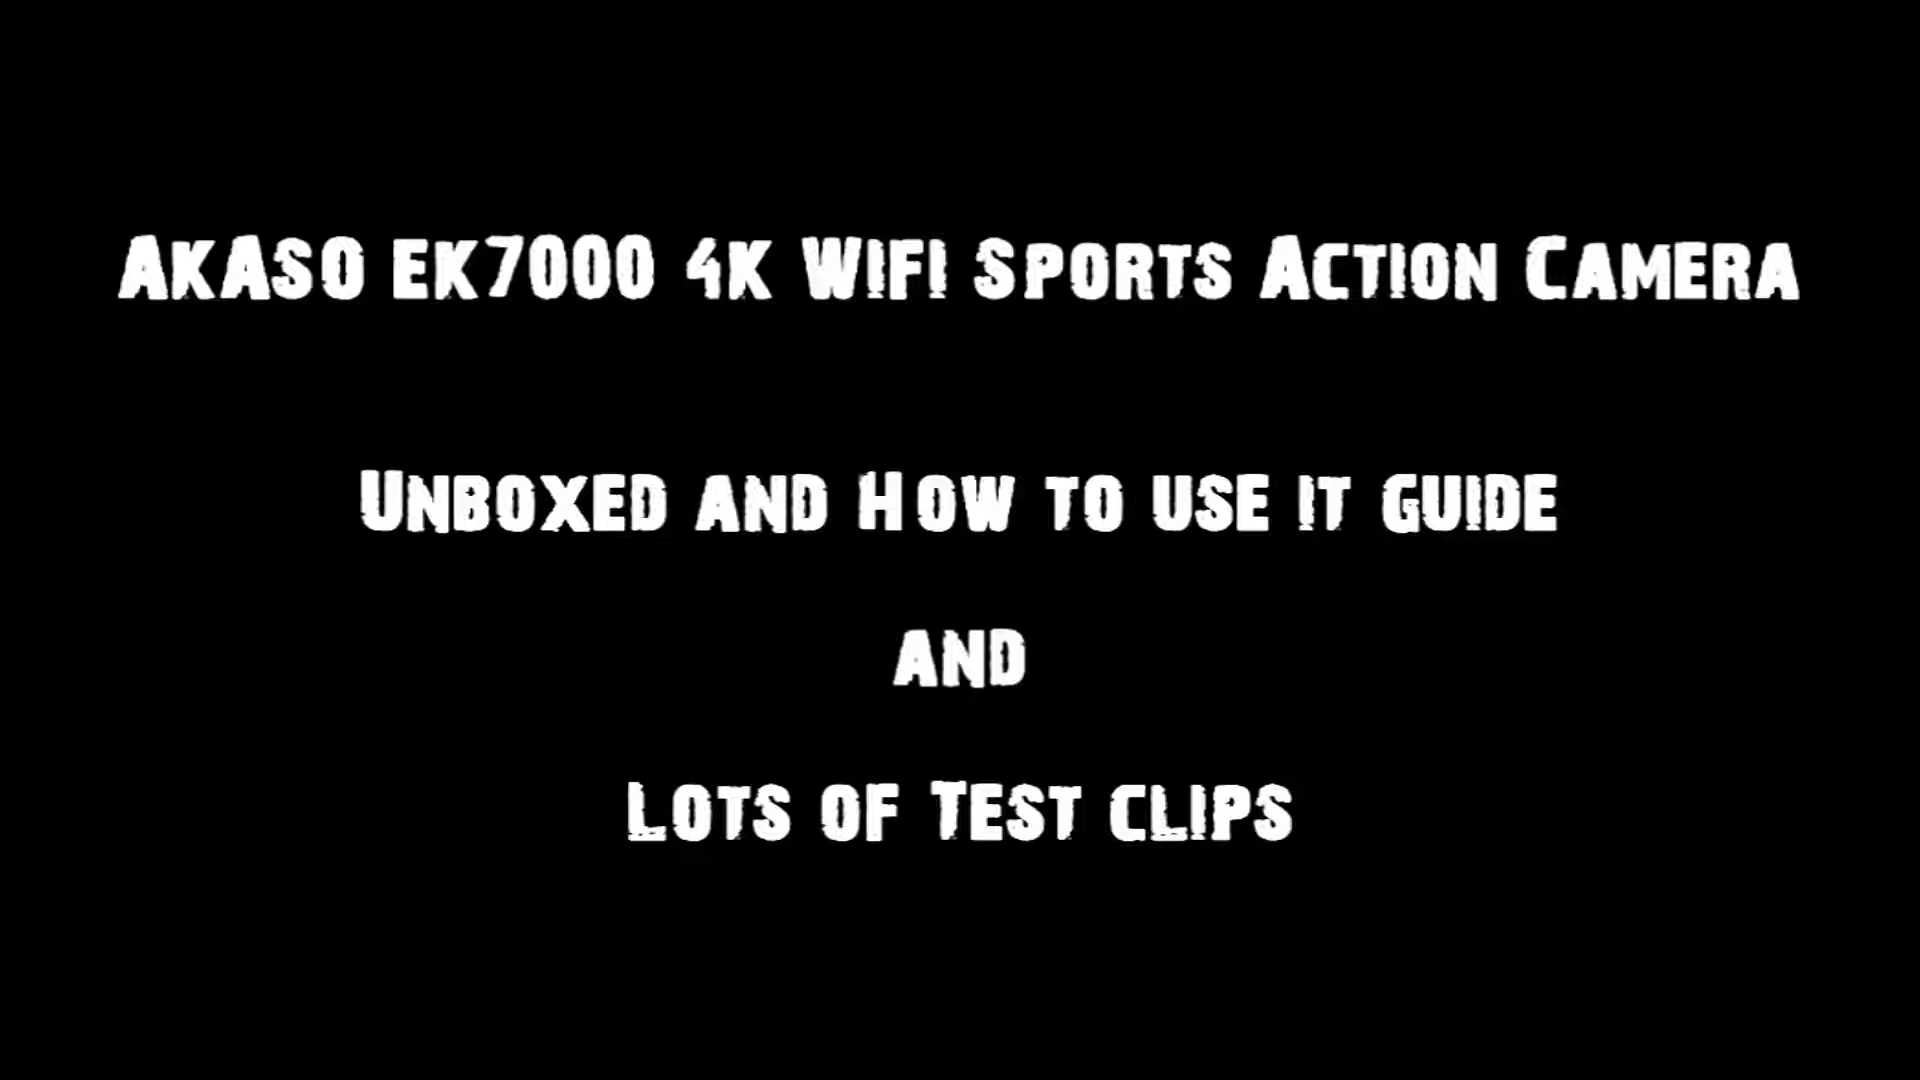 AKASO EK7000 4K WIFI SPORTS ACTION CAMERA
UNBOXED AND HOW TO USE IT GUIDE
AND
LOTS OF TEST CLIPS